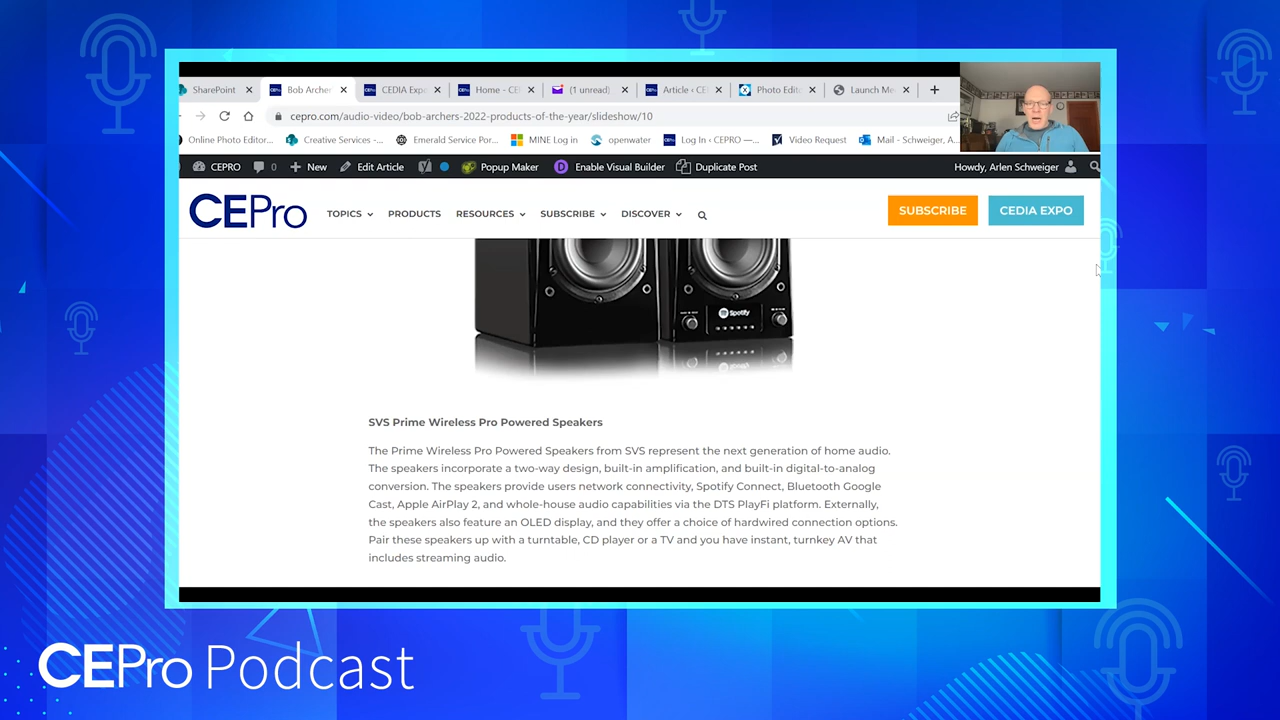 SharePoint
Bob Archer
CEDIA Exp
Home - CE
(1 unread)
Article ‹ CE
Photo Edit
Launch Me
cepro.com/audio-video/bob-archers-2022-products-of-the-year/slideshow/10
Online Photo Editor...
Creative Services -...
Emerald Service Por...
MINE Log in
openwater
Log In ‹ CEPRO —...
Video Request
Mail - Schweiger, A...
CEPRO
0
New
Edit Article
Popup Maker
D
Enable Visual Builder
Duplicate Post
Howdy, Arlen Schweiger
CEPro
TOPICS
PRODUCTS
RESOURCES
SUBSCRIBE
DISCOVER
SUBSCRIBE
CEDIA EXPO
Spotify
SVS Prime Wireless Pro Powered Speakers
The Prime Wireless Pro Powered Speakers from SVS represent the next generation of home audio.
The speakers incorporate a two-way design, built-in amplification, and built-in digital-to-analog
conversion. The speakers provide users network connectivity, Spotify Connect, Bluetooth Google
Cast, Apple AirPlay 2, and whole-house audio capabilities via the DTS PlayFi platform. Externally,
the speakers also feature an OLED display, and they offer a choice of hardwired connection options.
Pair these speakers up with a turntable, CD player or a TV and you have instant, turnkey AV that
includes streaming audio.
CEPro Podcast